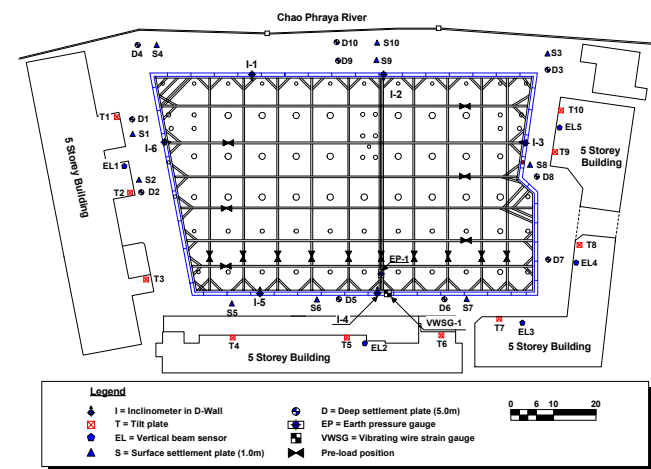 Chao Phraya River
D4 S4
D10 S10
D9 S9
S3
D3
I-1
I-2
T1 D1
S1
I-6
EL1
S2
T2 D2
T3
5 Storey Building
T10
EL5
I-3
T9
S8
D8
5 Storey Building
T8
D7
EL4
EP-1
I-5
S5
S6
D5
D6
S7
I-4
VWSG-1
T7
EL3
T4
T5
EL2
T6
5 Storey Building
5 Storey Building
Legend
I = Inclinometer in D-Wall
T = Tilt plate
EL = Vertical beam sensor
S = Surface settlement plate (1.0m)
D = Deep settlement plate (5.0m)
EP = Earth pressure gauge
VWSG = Vibrating wire strain gauge
Pre-load position
0 6 10 20